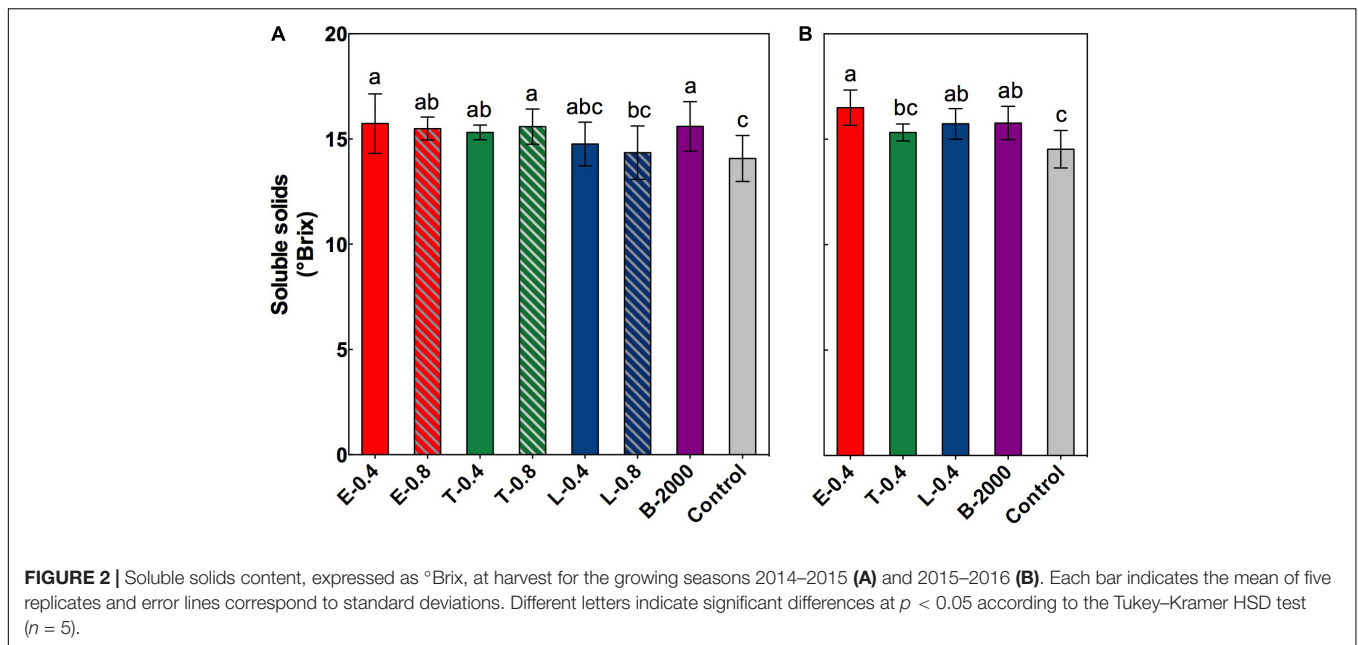 A
B
20
15
10
5
0
Soluble solids
(°Brix)
a
ab
ab
a
abc
bc
a
c
a
bc
ab
ab
c
E-0.4
E-0.8
T-0.4
T-0.8
L-0.4
L-0.8
B-2000
Control
E-0.4
T-0.4
L-0.4
B-2000
Control
FIGURE 2 | Soluble solids content, expressed as °Brix, at harvest for the growing seasons 2014–2015 (A) and 2015–2016 (B). Each bar indicates the mean of five
replicates and error lines correspond to standard deviations. Different letters indicate significant differences at p < 0.05 according to the Tukey–Kramer HSD test
(n = 5).